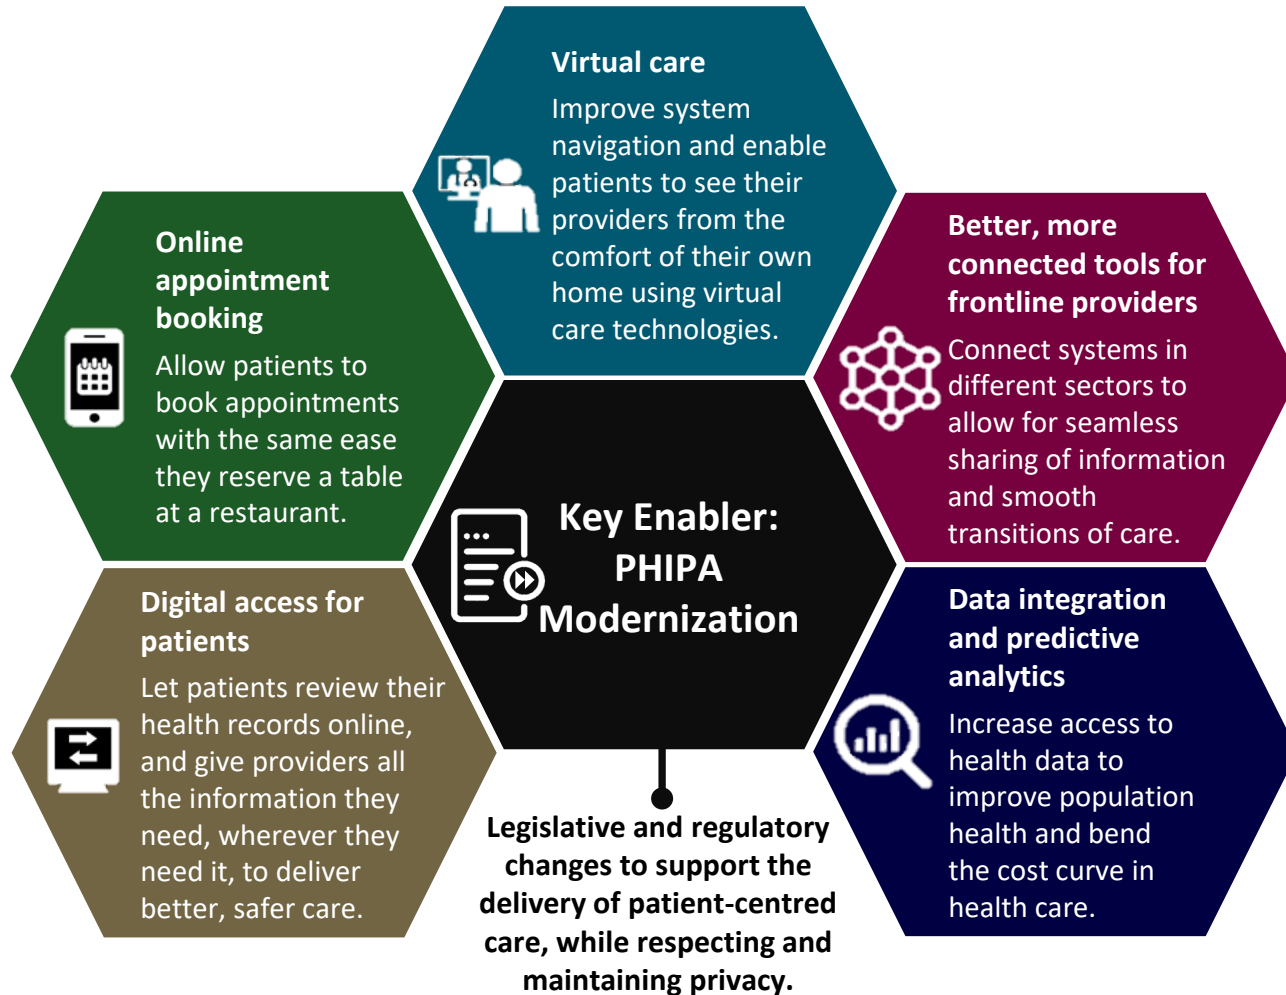 Virtual care
Improve system
navigation and enable
patients to see their
providers from the
comfort of their own
home using virtual
care technologies.
Online
appointment
booking
Allow patients to
book appointments
with the same ease
they reserve a table
at a restaurant.
Better, more
connected tools for
frontline providers
Connect systems in
different sectors to
allow for seamless
sharing of information
and smooth
transitions of care.
Key Enabler:
PHIPA
Modernization
Digital access for
patients
Let patients review their
health records online,
and give providers all
the information they
need, wherever they
need it, to deliver
better, safer care.
Data integration
and predictive
analytics
Increase access to
health data to
improve population
health and bend
the cost curve in
health care.
Legislative and regulatory
changes to support the
delivery of patient-centred
care, while respecting and
maintaining privacy.